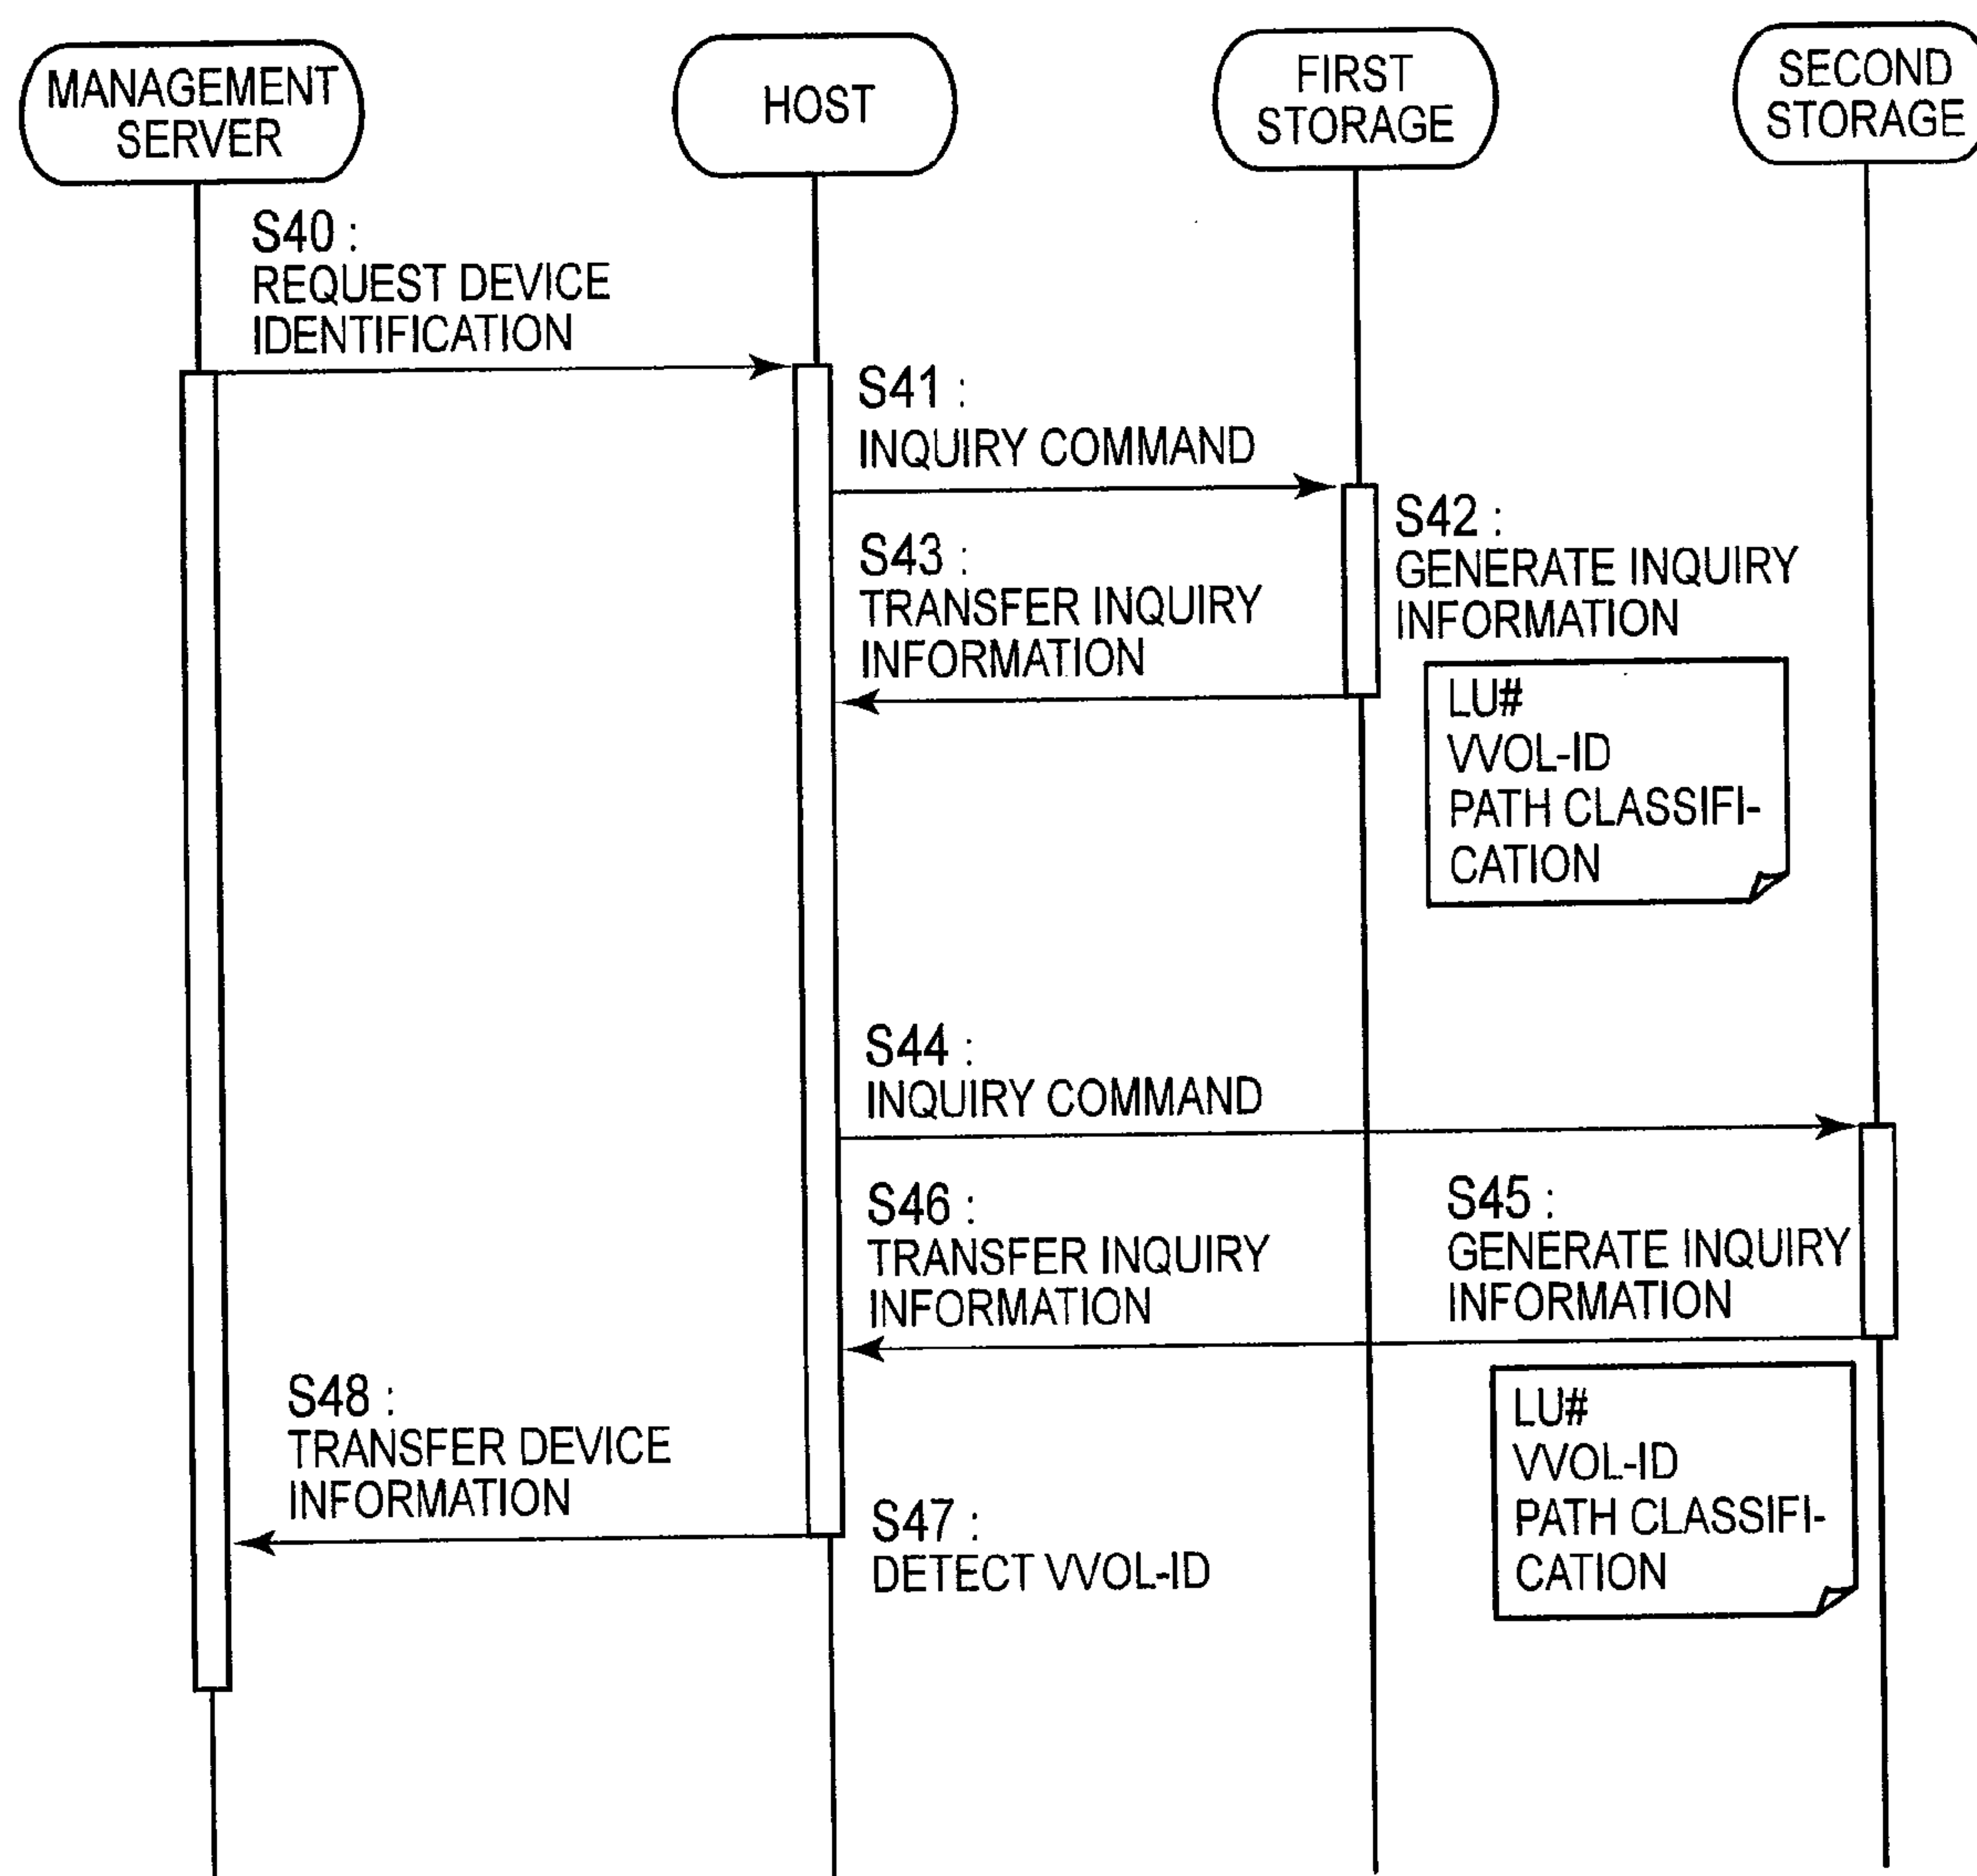 MANAGEMENT
SERVER
HOST
FIRST
STORAGE
SECOND
STORAGE
S40 :
REQUEST DEVICE
IDENTIFICATION
S41 :
INQUIRY COMMAND
S42 :
GENERATE INQUIRY
INFORMATION
S43 :
TRANSFER INQUIRY
INFORMATION
LU#
VVOL-ID
PATH CLASSIFI-
CATION
S44 :
INQUIRY COMMAND
S45 :
GENERATE INQUIRY
INFORMATION
S46 :
TRANSFER INQUIRY
INFORMATION
LU#
VVOL-ID
PATH CLASSIFI-
CATION
S47 :
DETECT VVOL-ID
S48 :
TRANSFER DEVICE
INFORMATION